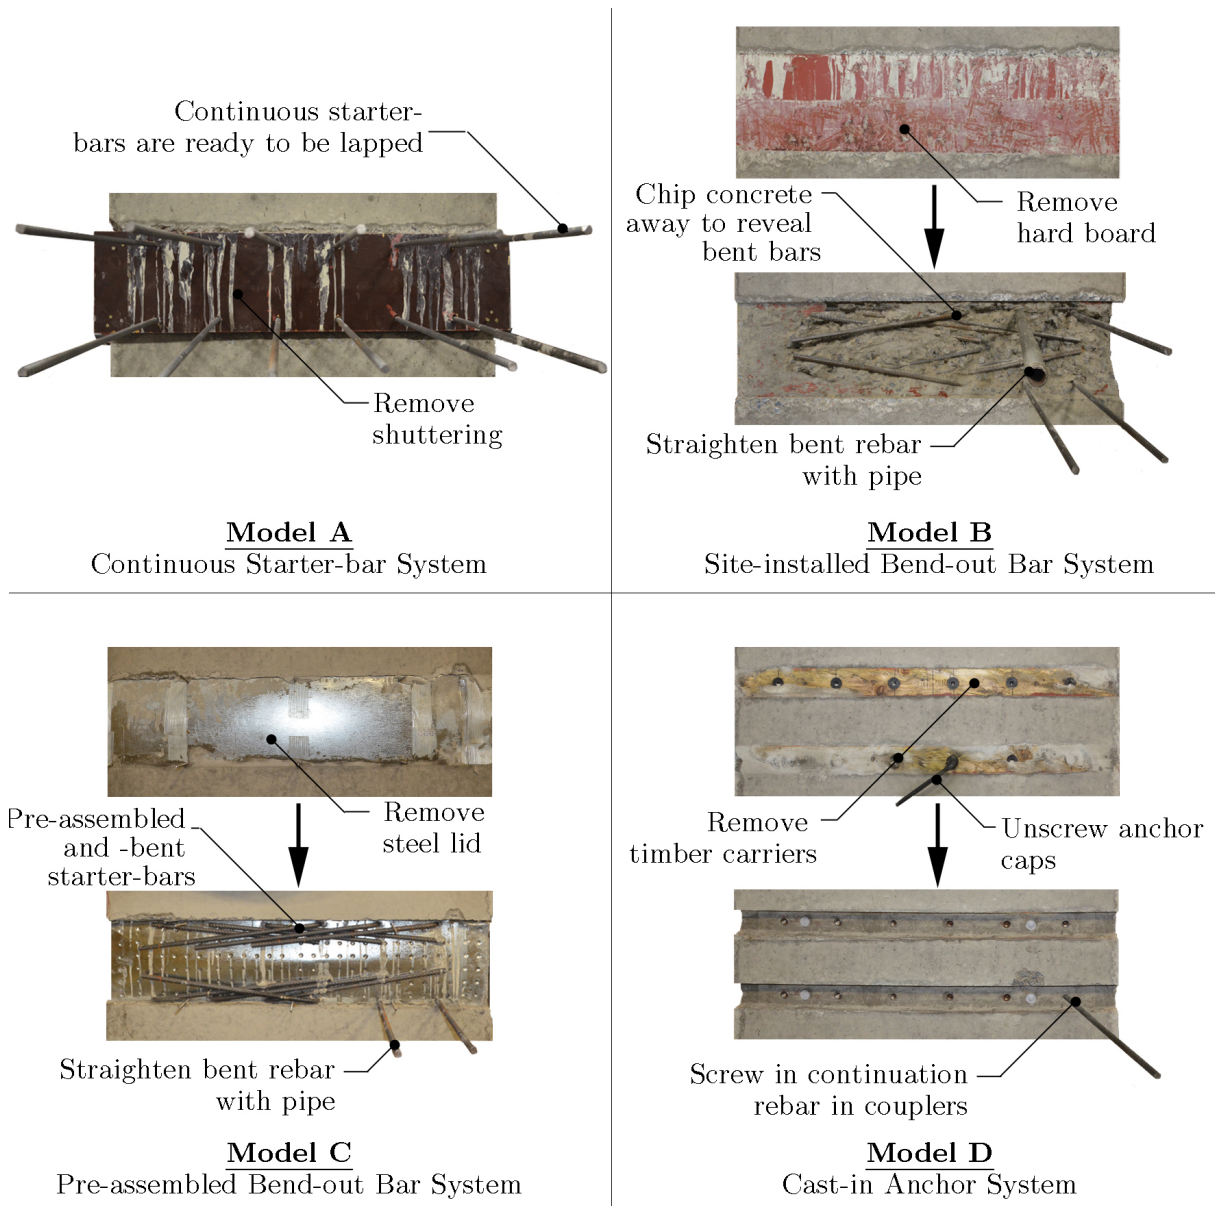 Continuous starter-
bars are ready to be lapped
Remove
shuttering
Model A
Continuous Starter-bar System
Remove
hard board
Chip concrete
away to reveal
bent bars
Straighten bent rebar
with pipe
Model B
Site-installed Bend-out Bar System
Remove
steel lid
Pre-assembled
and -bent
starter-bars
Straighten bent rebar
with pipe
Model C
Pre-assembled Bend-out Bar System
Remove
timber carriers
Unscrew anchor
caps
Screw in continuation
rebar in couplers
Model D
Cast-in Anchor System